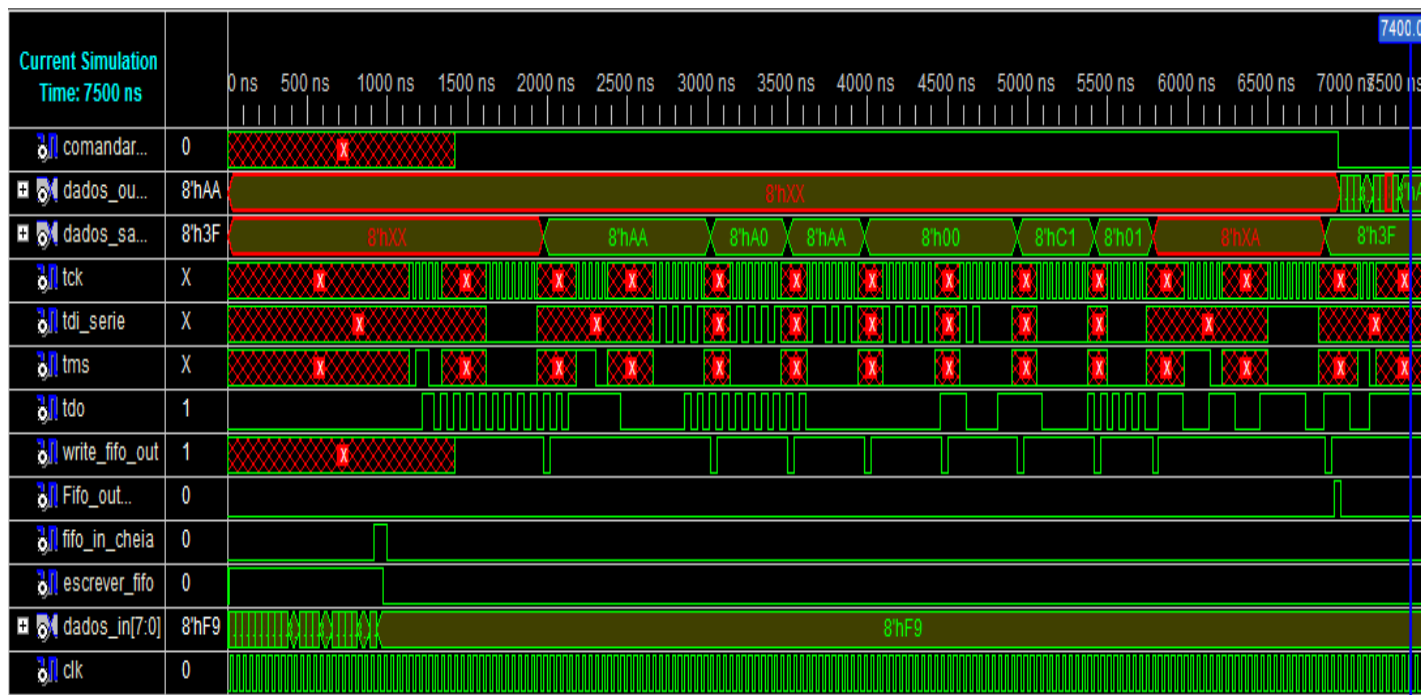 7400.0
Current Simulation
Time: 7500 ns
0 ns 500 ns 1000 ns 1500 ns 2000 ns 2500 ns 3000 ns 3500 ns 4000 ns 4500 ns 5000 ns 5500 ns 6000 ns 6500 ns 7000 ns 7500 ns
comandar... 0 X
dados_ou... 8'hAA 8'hXX
dados_sa... 8'h3F 8'hXX 8'hAA 8'hA0 8'hAA 8'h00 8'hC1 8'h01 8'hXA 8'h3F
tck X X X X X X X X X X X X X X
tdi_serie X X X X X X X X X X X
tms X X X X X X X X X X X X X X
tdo 1
write_fifo_out 1 X
Fifo_out... 0
fifo_in_cheia 0
escrever_fifo 0
dados_in[7:0] 8'hF9 8'hF9
clk 0